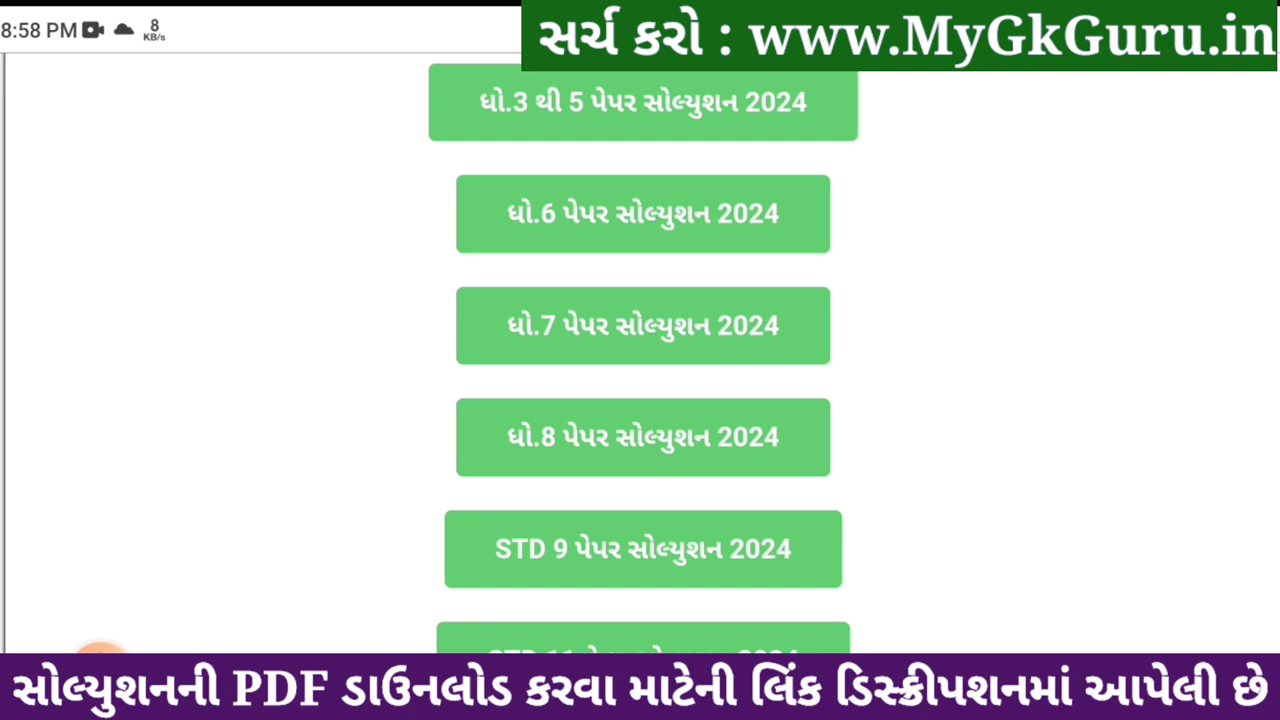 8:58 PM 8 KB/s
સર્ચ કરો : www.MyGkGuru.in
ધો.3 થી 5 પેપર સોલ્યુશન 2024
ધો.6 પેપર સોલ્યુશન 2024
ધો.7 પેપર સોલ્યુશન 2024
ધો.8 પેપર સોલ્યુશન 2024
STD 9 પેપર સોલ્યુશન 2024
સોલ્યુશનની PDF ડાઉનલોડ કરવા માટેની લિંક ડિસ્ક્રીપશનમાં આપેલી છે